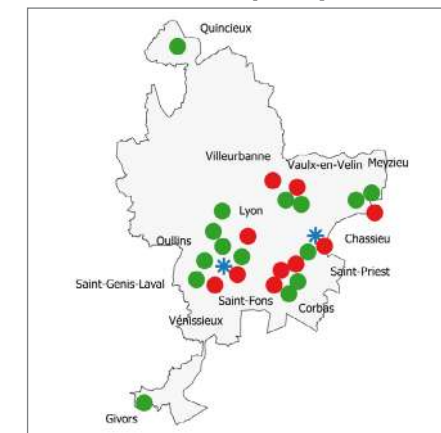 Quincieux
Villeurbanne
Vaulx-en-Velin
Meyzieu
Lyon
Oullins
Chassieu
Saint-Priest
Saint-Genis-Laval
Saint-Fons
Corbas
Vénissieux
Givors